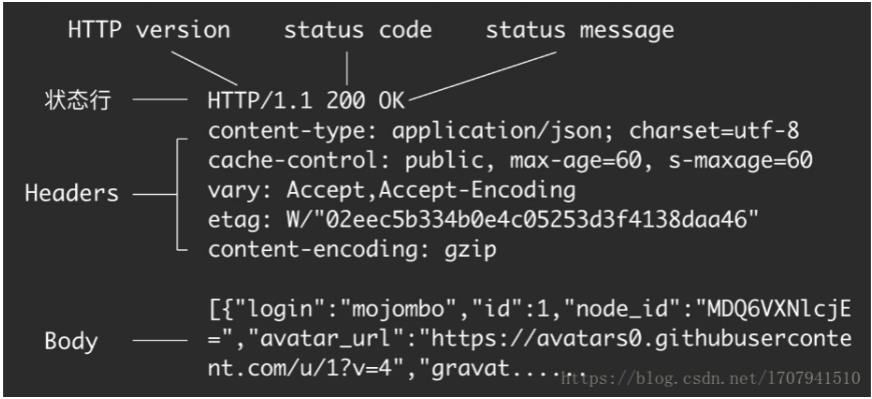 HTTP version status code status message
状态行 HTTP/1.1 200 OK
content-type: application/json; charset=utf-8
cache-control: public, max-age=60, s-maxage=60
Headers vary: Accept,Accept-Encoding
etag: W/"02eec5b334b0e4c05253d3f4138daa46"
content-encoding: gzip
[{"login":"mojombo","id":1,"node_id":"MDQ6VXNlcjE
Body =","avatar_url":"https://avatars0.githubuserconte
nt.com/u/1?v=4","gravat......
https://blog.csdn.net/l707941510